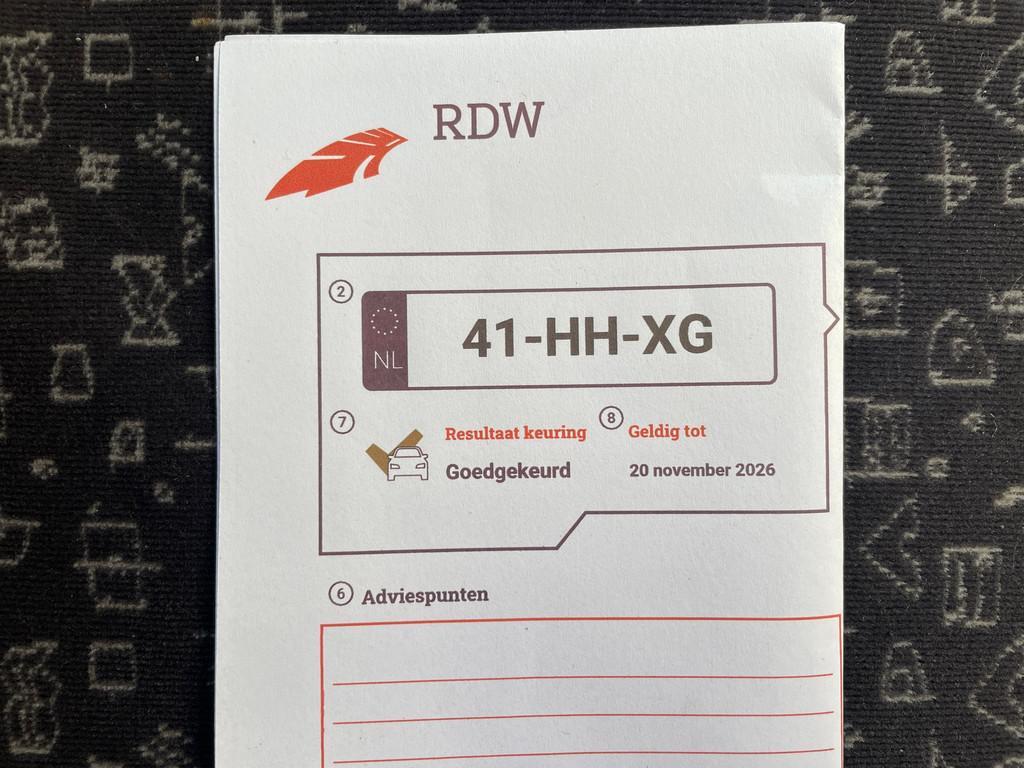 RDW
2
NL 41-HH-XG
7 Resultaat keuring 8 Geldig tot
Goedgekeurd 20 november 2026
6 Adviespunten